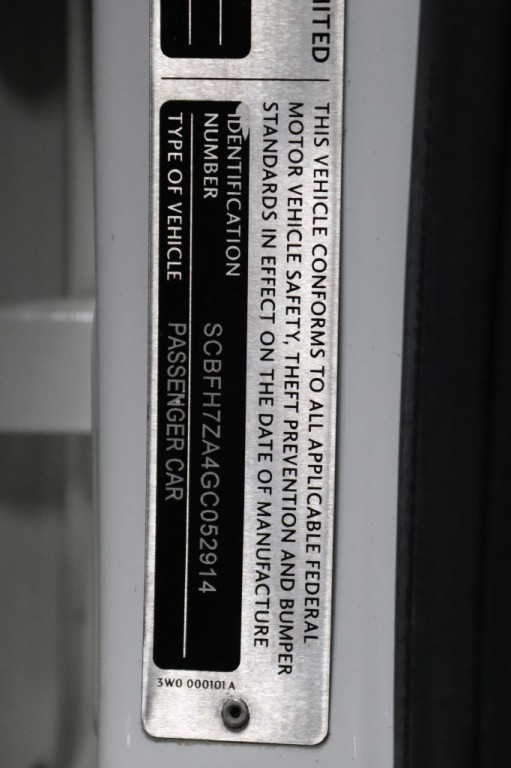 ITED
THIS VEHICLE CONFORMS TO ALL APPLICABLE FEDERAL
MOTOR VEHICLE SAFETY, THEFT PREVENTION AND BUMPER
STANDARDS IN EFFECT ON THE DATE OF MANUFACTURE
IDENTIFICATION
NUMBER SCBFH7ZA4GC052914
TYPE OF VEHICLE PASSENGER CAR
3W0 000101 A